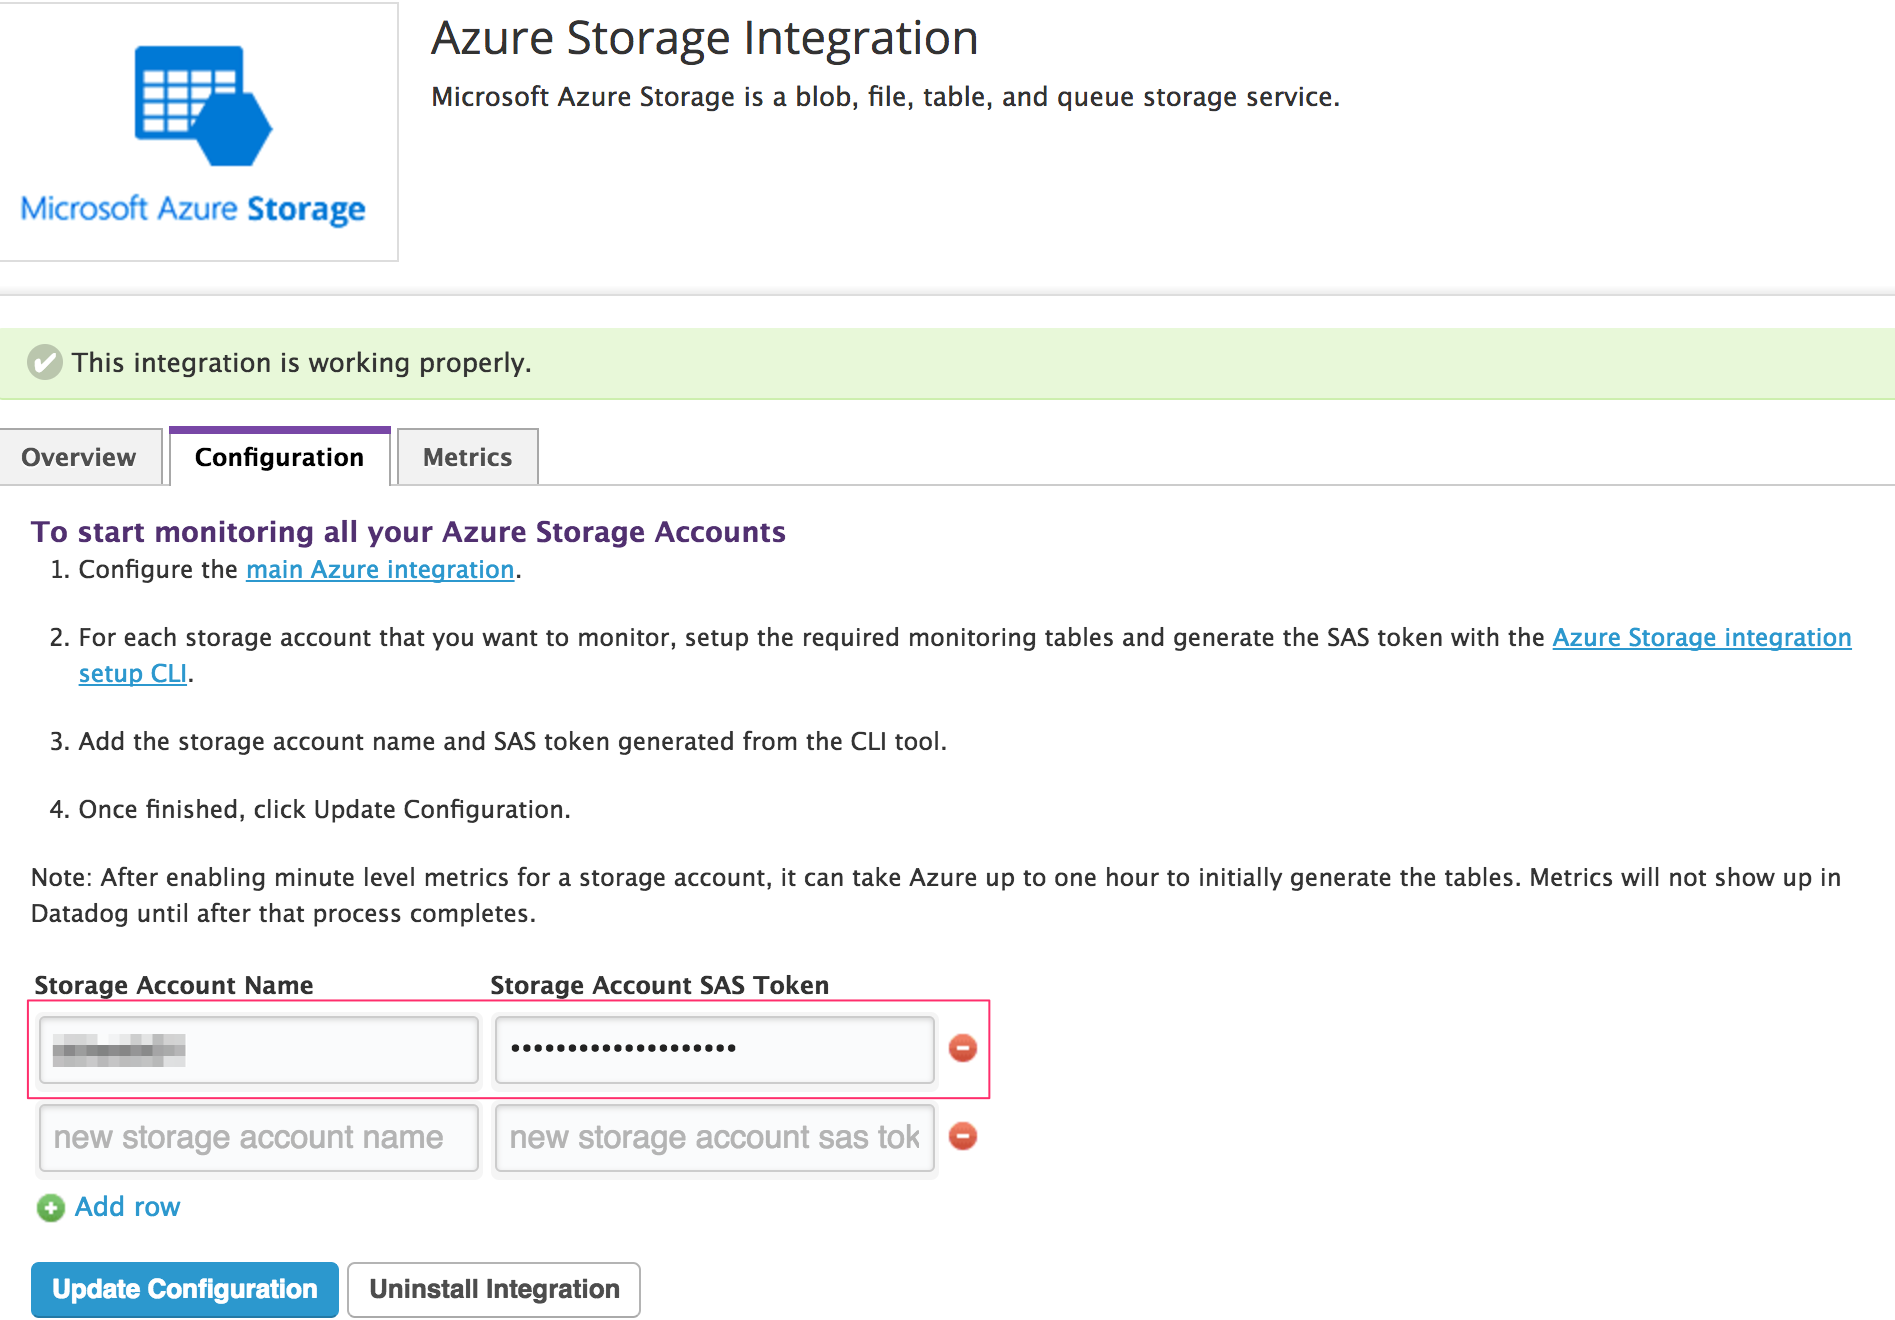 Azure Storage Integration
Microsoft Azure Storage is a blob, file, table, and queue storage service.
Microsoft Azure Storage
This integration is working properly.
Overview
Configuration
Metrics
To start monitoring all your Azure Storage Accounts
1. Configure the main Azure integration.
2. For each storage account that you want to monitor, setup the required monitoring tables and generate the SAS token with the Azure Storage integration
setup CLI.
3. Add the storage account name and SAS token generated from the CLI tool.
4. Once finished, click Update Configuration.
Note: After enabling minute level metrics for a storage account, it can take Azure up to one hour to initially generate the tables. Metrics will not show up in
Datadog until after that process completes.
Storage Account Name
Storage Account SAS Token
••••••••••••••••••••
new storage account name
new storage account sas tok
Add row
Update Configuration
Uninstall Integration